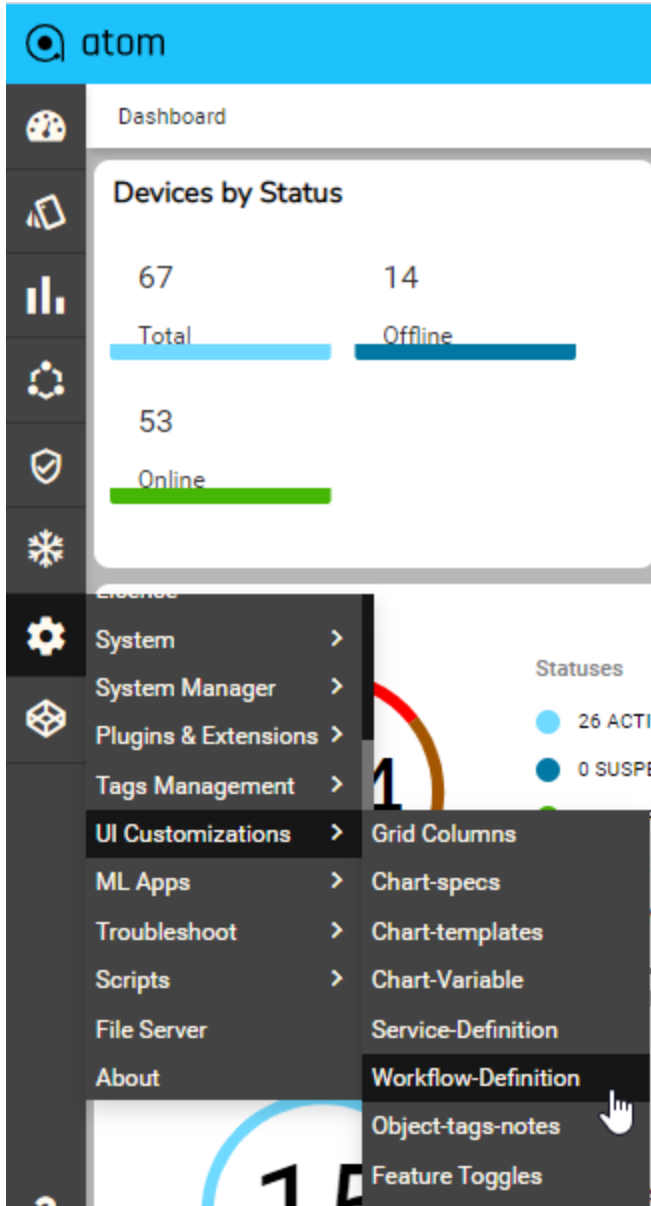 atom
Dashboard
Devices by Status
67
14
Total
Offline
53
Online
License
System
System Manager
Plugins & Extensions
Tags Management
UI Customizations
ML Apps
Troubleshoot
Scripts
File Server
About
Statuses
26 ACTI
0 SUSPE
Grid Columns
Chart-specs
Chart-templates
Chart-Variable
Service-Definition
Workflow-Definition
Object-tags-notes
Feature Toggles
15